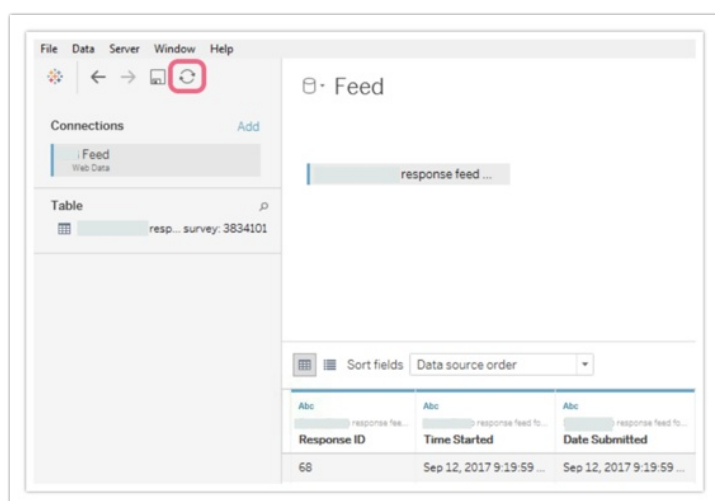 File Data Server Window Help
Feed
Connections Add
Feed
Web Data
response feed ...
Table
resp... survey: 3834101
Sort fields Data source order
Abc Abc Abc
response fee... response feed fo... response feed fo...
Response ID Time Started Date Submitted
68 Sep 12, 2017 9:19:59 ... Sep 12, 2017 9:19:59 ...